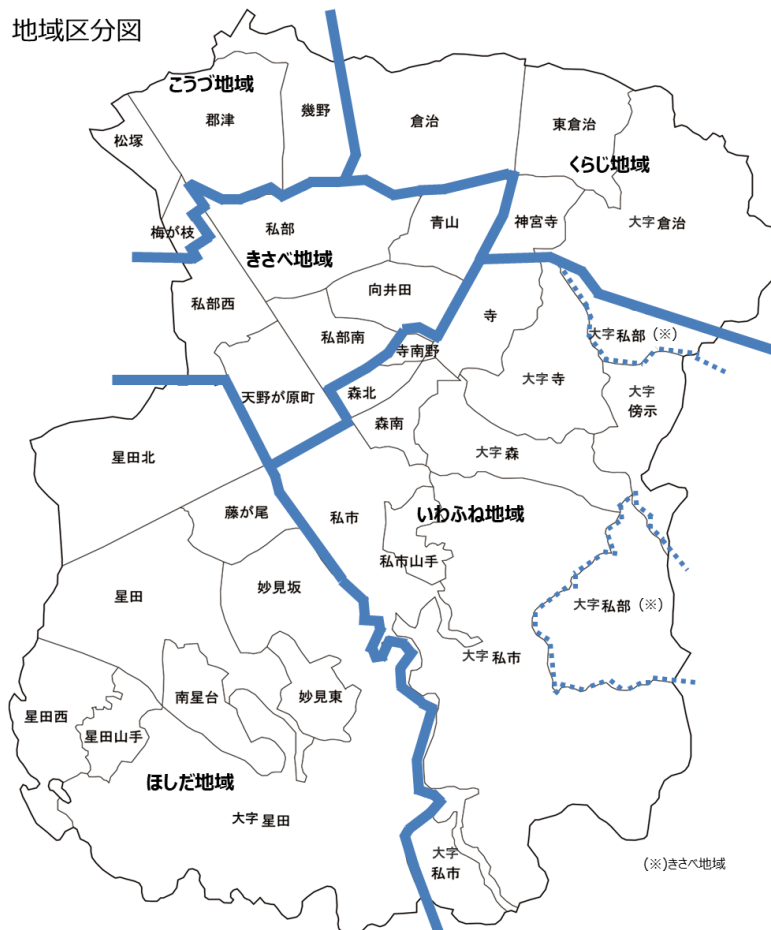 地域区分図
こうづ地域
郡津
幾野
倉治
東倉治
松塚
くらじ地域
梅が枝
私部
青山
神宮寺
大字 倉治
きさべ地域
向井田
私部西
寺
私部南
寺南野
大字 私部 (※)
天野が原町
森北
大字 寺
大字
傍示
森南
星田北
大字 森
藤が尾
私市
いわふね地域
私市山手
星田
妙見坂
大字 私部 (※)
大字 私市
南星台
妙見東
星田西
星田山手
ほしだ地域
大字 星田
大字
私市
(※)きさべ地域